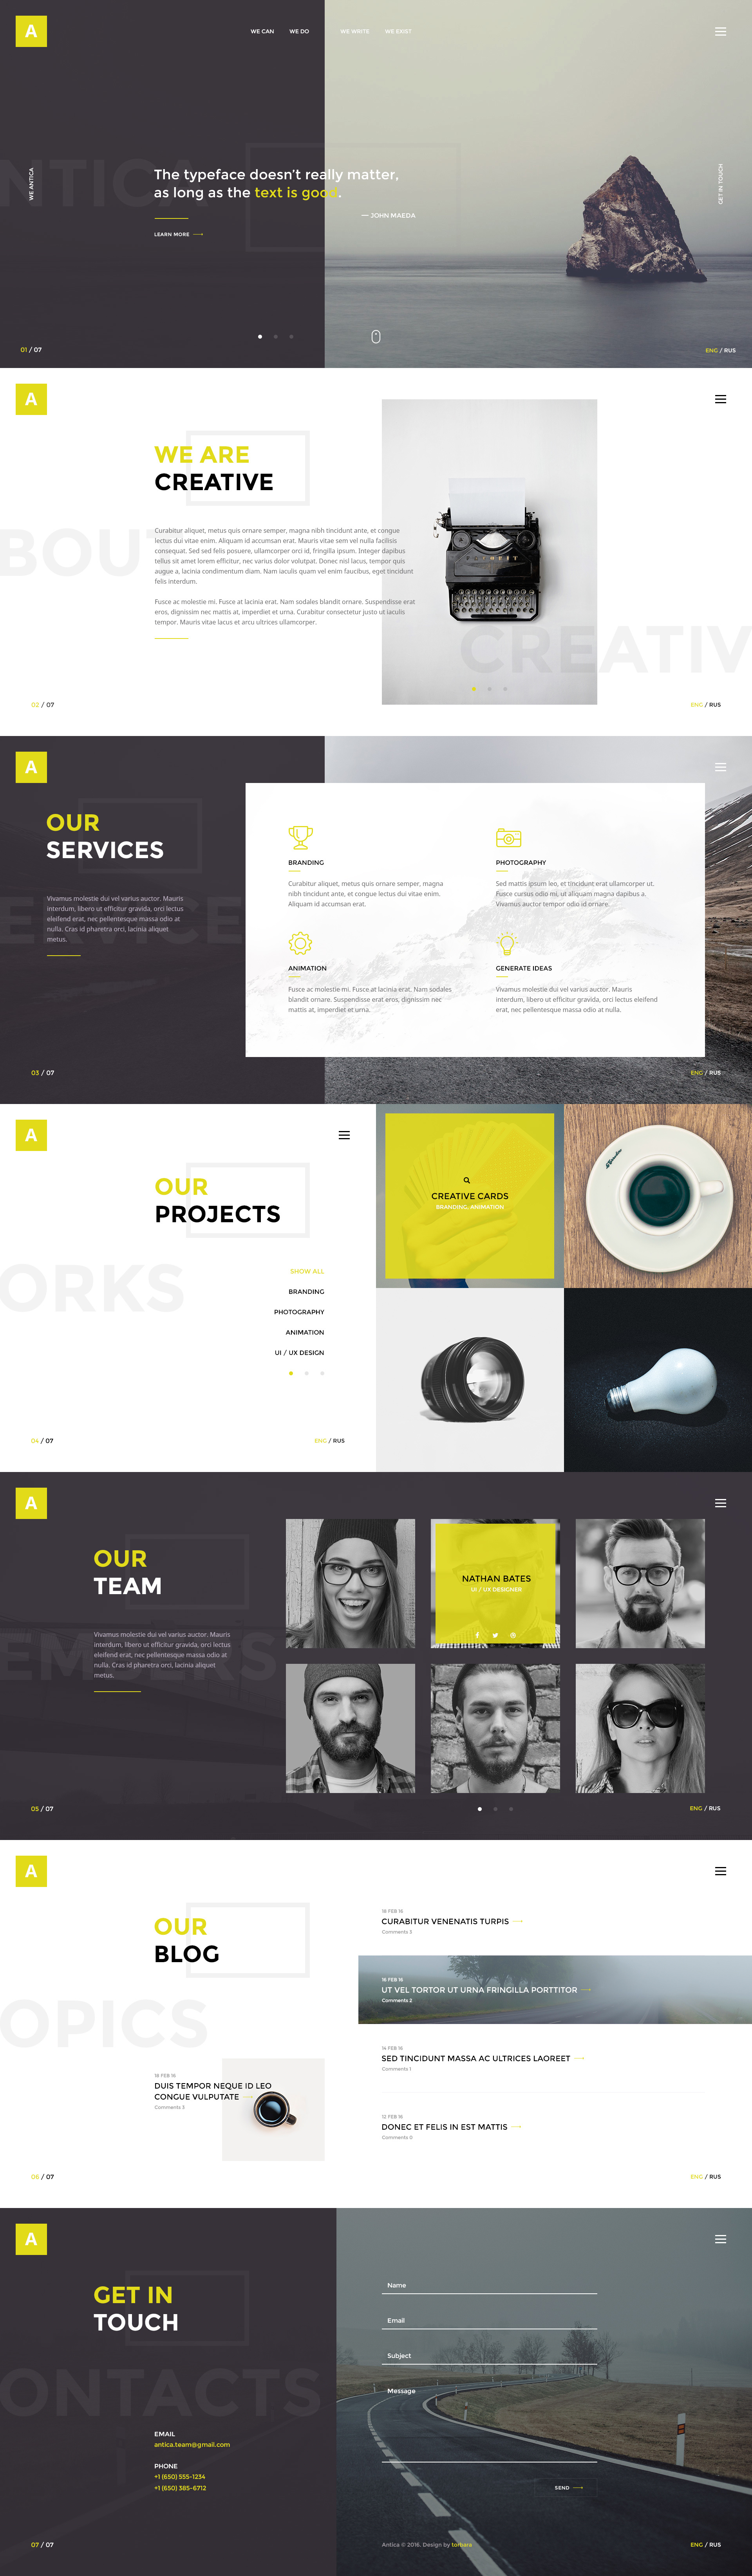 A
WE CAN WE DO WE WRITE WE EXIST
NTICA
WE ANTICA
GET IN TOUCH
The typeface doesn’t really matter,
as long as the text is good.
— JOHN MAEDA
LEARN MORE
01 / 07
ENG / RUS
A
WE ARE
CREATIVE
BOUT
Curabitur aliquet, metus quis ornare semper, magna nibh tincidunt ante, et congue
lectus dui vitae enim. Aliquam id accumsan erat. Mauris vitae sem vel nulla facilisis
consequat. Sed sed felis posuere, ullamcorper orci id, fringilla ipsum. Integer dapibus
tellus sit amet lorem efficitur, nec varius dolor volutpat. Donec nisl lacus, tempor quis
augue a, lacinia condimentum diam. Nam iaculis quam vel enim faucibus, eget tincidunt
felis interdum.
Fusce ac molestie mi. Fusce at lacinia erat. Nam sodales blandit ornare. Suspendisse erat
eros, dignissim nec mattis at, imperdiet et urna. Curabitur consectetur justo ut iaculis
tempor. Mauris vitae lacus et arcu ultrices ullamcorper.
CREATIV
02 / 07
ENG / RUS
A
OUR
SERVICES
ERVICE
Vivamus molestie dui vel varius auctor. Mauris
interdum, libero ut efficitur gravida, orci lectus
eleifend erat, nec pellentesque massa odio at
nulla. Cras id pharetra orci, lacinia aliquet
metus.
BRANDING
Curabitur aliquet, metus quis ornare semper, magna
nibh tincidunt ante, et congue lectus dui vitae enim.
Aliquam id accumsan erat.
PHOTOGRAPHY
Sed mattis ipsum leo, et tincidunt erat ullamcorper ut.
Fusce cursus odio mi, ut aliquam magna dapibus a.
Vivamus auctor tempor odio id ornare.
ANIMATION
Fusce ac molestie mi. Fusce at lacinia erat. Nam sodales
blandit ornare. Suspendisse erat eros, dignissim nec
mattis at, imperdiet et urna.
GENERATE IDEAS
Vivamus molestie dui vel varius auctor. Mauris
interdum, libero ut efficitur gravida, orci lectus eleifend
erat, nec pellentesque massa odio at nulla.
03 / 07
ENG / RUS
A
OUR
PROJECTS
ORKS
SHOW ALL
BRANDING
PHOTOGRAPHY
ANIMATION
UI / UX DESIGN
CREATIVE CARDS
BRANDING, ANIMATION
04 / 07
ENG / RUS
A
OUR
TEAM
EMBERS
Vivamus molestie dui vel varius auctor. Mauris
interdum, libero ut efficitur gravida, orci lectus
eleifend erat, nec pellentesque massa odio at
nulla. Cras id pharetra orci, lacinia aliquet
metus.
NATHAN BATES
UI / UX DESIGNER
05 / 07
ENG / RUS
A
OUR
BLOG
OPICS
16 FEB 16
DUIS TEMPOR NEQUE ID LEO
CONGUE VULPUTATE
Comments 3
18 FEB 16
CURABITUR VENENATIS TURPIS
Comments 3
16 FEB 16
UT VEL TORTOR UT URNA FRINGILLA PORTTITOR
Comments 2
14 FEB 16
SED TINCIDUNT MASSA AC ULTRICES LAOREET
Comments 1
12 FEB 16
DONEC ET FELIS IN EST MATTIS
Comments 0
06 / 07
ENG / RUS
A
GET IN
TOUCH
ONTACTS
EMAIL
antica.team@gmail.com
PHONE
+1 (650) 555-1234
+1 (650) 385-6712
Name
Email
Subject
Message
SEND
07 / 07
Antica © 2016. Design by torbara
ENG / RUS